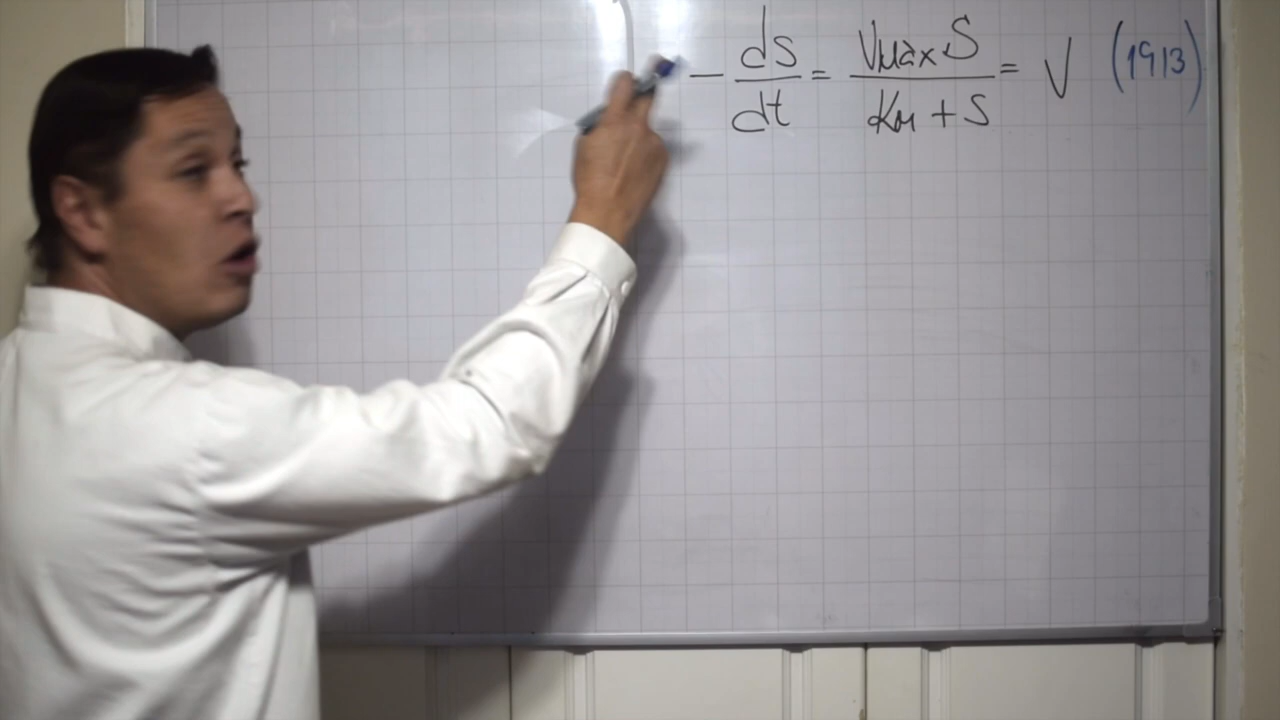 - ds/dt = Vmax S / (Km + S) = V (1913)